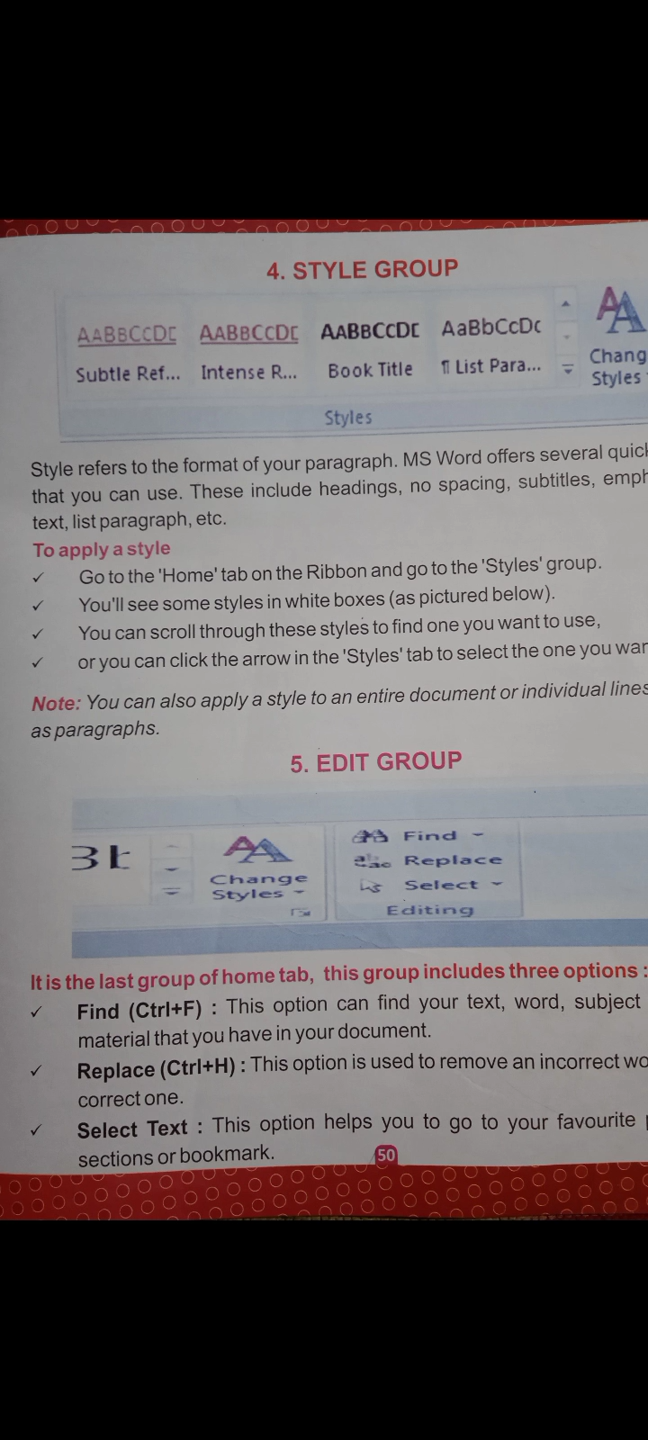 4. STYLE GROUP
AABBCCDD AABBCCDD AABBCCDD AaBbCcDc
Subtle Ref... Intense R... Book Title ¶ List Para... Styles
Styles
Style refers to the format of your paragraph. MS Word offers several
that you can use. These include headings, no spacing, subtitles,
text, list paragraph, etc.
To apply a style
✓ Go to the 'Home' tab on the Ribbon and go to the 'Styles' group.
✓ You'll see some styles in white boxes (as pictured below).
✓ You can scroll through these styles to find one you want to use,
✓ or you can click the arrow in the 'Styles' tab to select the one you
Note: You can also apply a style to an entire document or individual lines
as paragraphs.
5. EDIT GROUP
Change
Styles
Find
Replace
Select
Editing
It is the last group of home tab, this group includes three options :
✓ Find (Ctrl+F) : This option can find your text, word, subject
material that you have in your document.
✓ Replace (Ctrl+H) : This option is used to remove an incorrect
correct one.
✓ Select Text : This option helps you to go to your favourite
sections or bookmark.
50